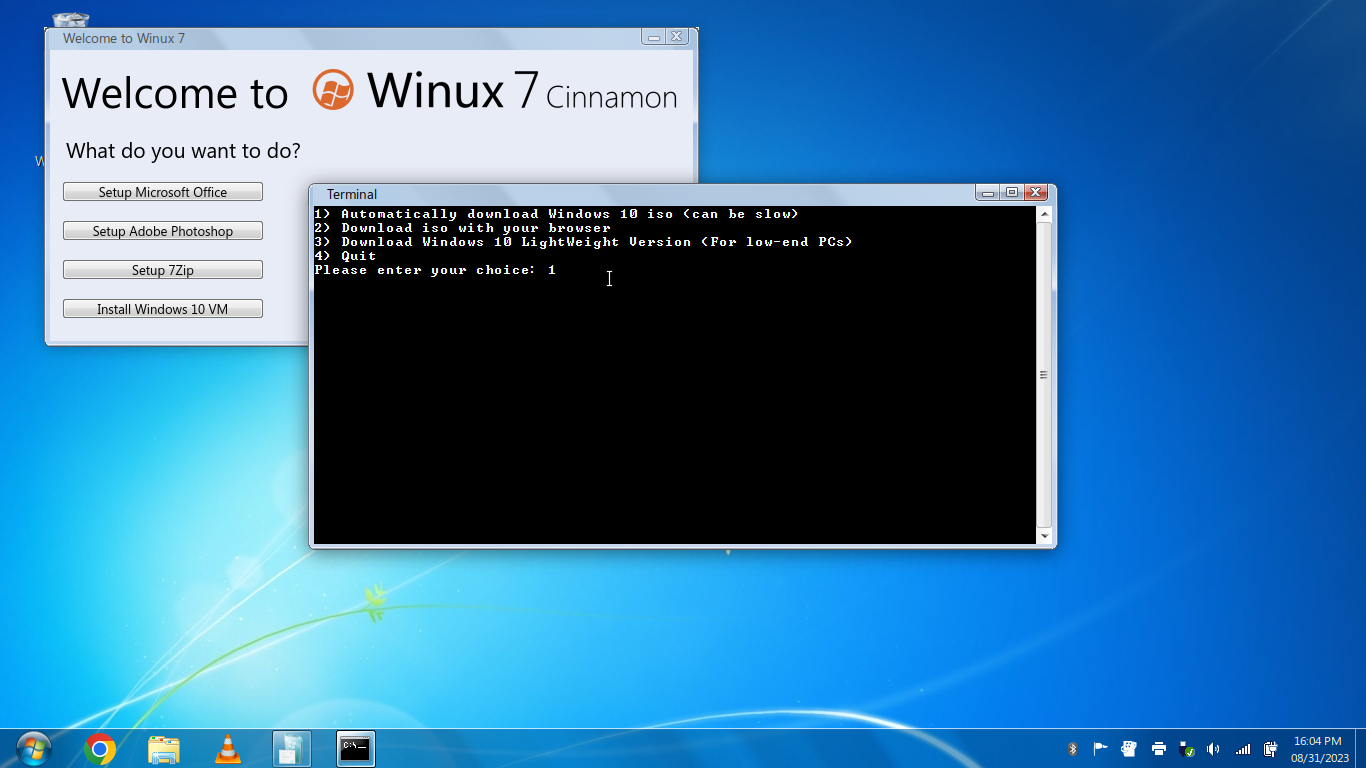 Welcome to Winux 7
Welcome to Winux 7 Cinnamon
What do you want to do?
Setup Microsoft Office
Setup Adobe Photoshop
Setup 7Zip
Install Windows 10 VM
W
Terminal
1) Automatically download Windows 10 iso (can be slow)
2) Download iso with your browser
3) Download Windows 10 LightWeight Version (For low-end PCs)
4) Quit
Please enter your choice: 1
C:\_
16:04 PM
08/31/2023